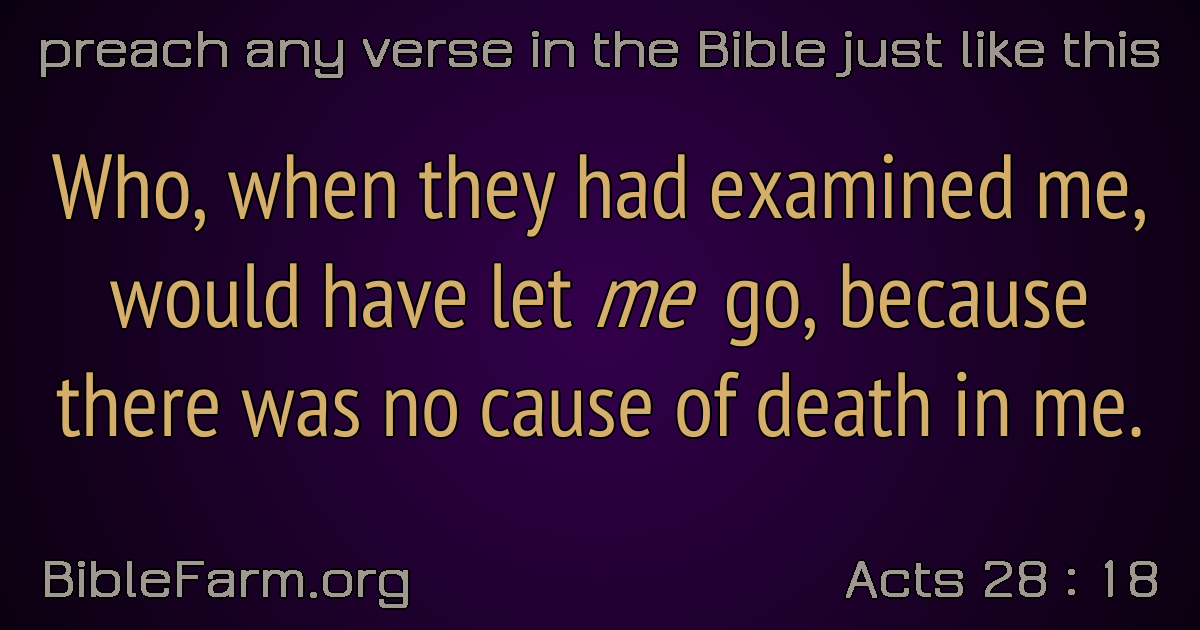 preach any verse in the Bible just like this
Who, when they had examined me,
would have let me go, because
there was no cause of death in me.
BibleFarm.org
Acts 28 : 18